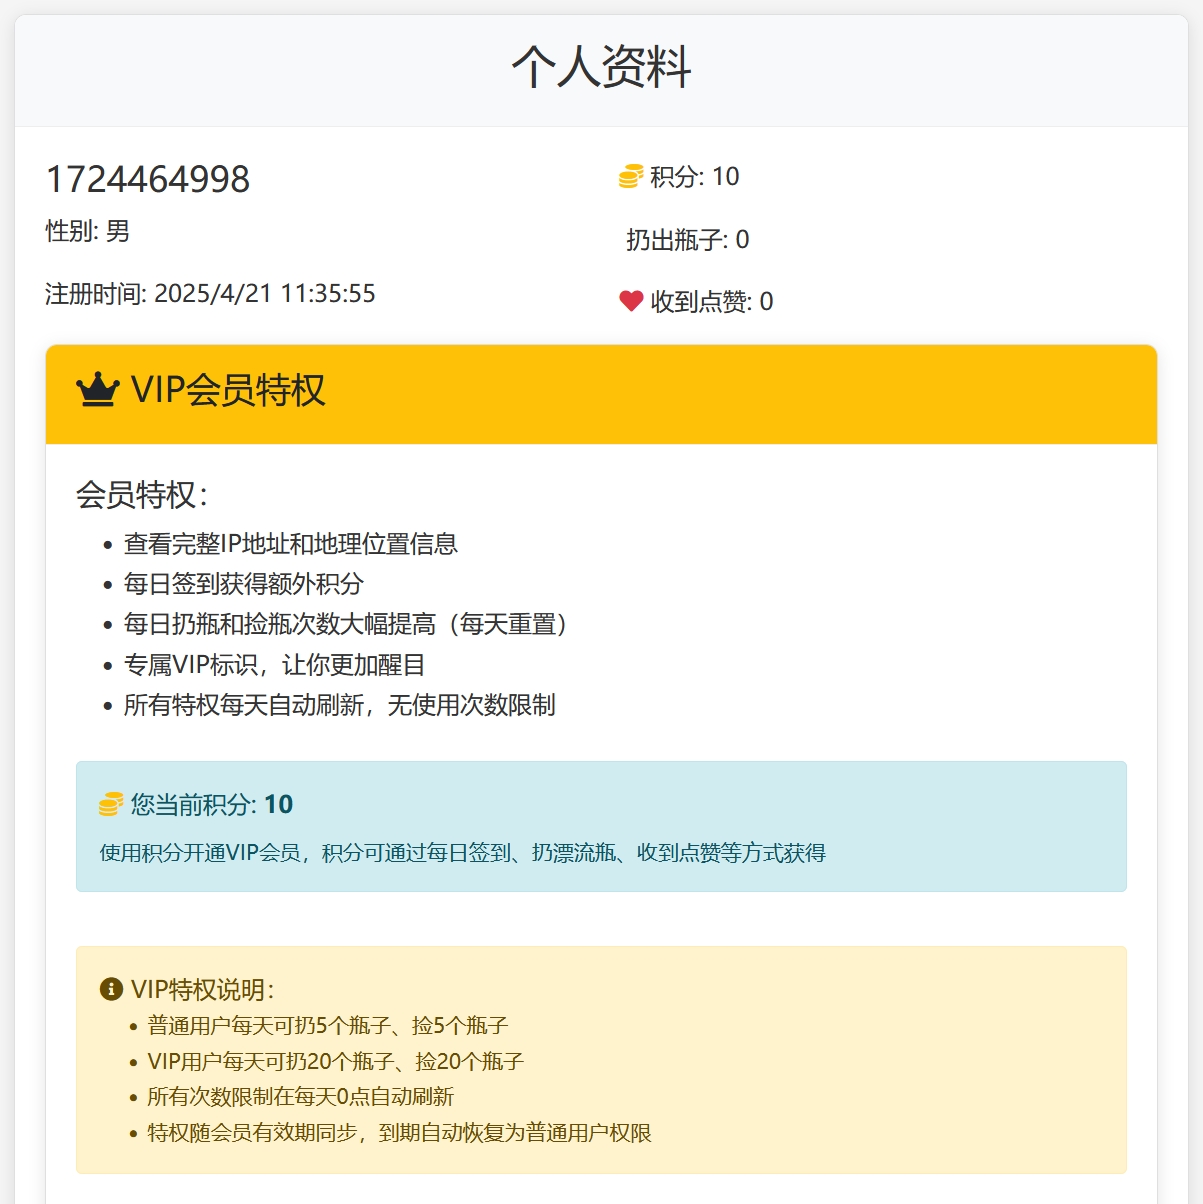 个人资料
1724464998
性别: 男
注册时间: 2025/4/21 11:35:55
积分: 10
扔出瓶子: 0
收到点赞: 0
VIP会员特权
会员特权：
查看完整IP地址和地理位置信息
每日签到获得额外积分
每日扔瓶和捡瓶次数大幅提高（每天重置）
专属VIP标识，让你更加醒目
所有特权每天自动刷新，无使用次数限制
您当前积分: 10
使用积分开通VIP会员，积分可通过每日签到、扔漂流瓶、收到点赞等方式获得
VIP特权说明：
普通用户每天可扔5个瓶子、捡5个瓶子
VIP用户每天可扔20个瓶子、捡20个瓶子
所有次数限制在每天0点自动刷新
特权随会员有效期同步，到期自动恢复为普通用户权限